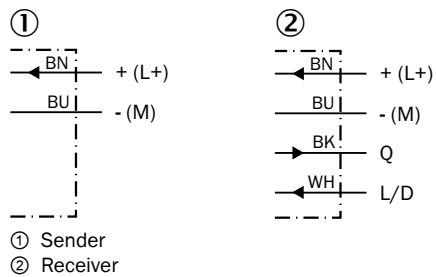 ①
BN + (L+)
BU - (M)
②
BN + (L+)
BU - (M)
BK Q
WH L/D
① Sender
② Receiver